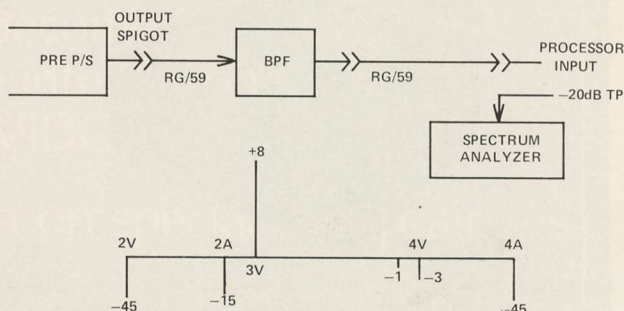 OUTPUT
SPIGOT
PRE P/S
RG/59
BPF
RG/59
PROCESSOR
INPUT
−20dB TP
SPECTRUM
ANALYZER
+8
2V
2A
3V
4V
4A
−45
−15
−1
−3
−45